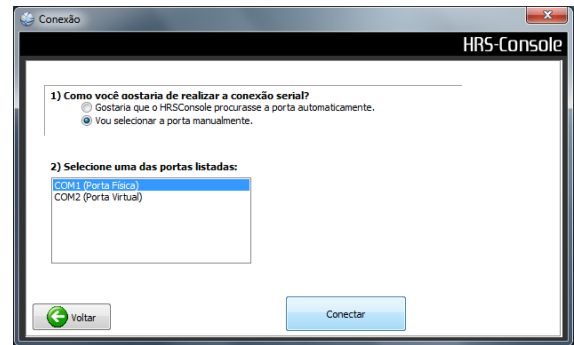 Conexão
HRS-Console
1) Como você gostaria de realizar a conexão serial?
Gostaria que o HRSConsole procurasse a porta automaticamente.
Vou selecionar a porta manualmente.
2) Selecione uma das portas listadas:
COM1 (Porta Física)
COM2 (Porta Virtual)
Voltar
Conectar